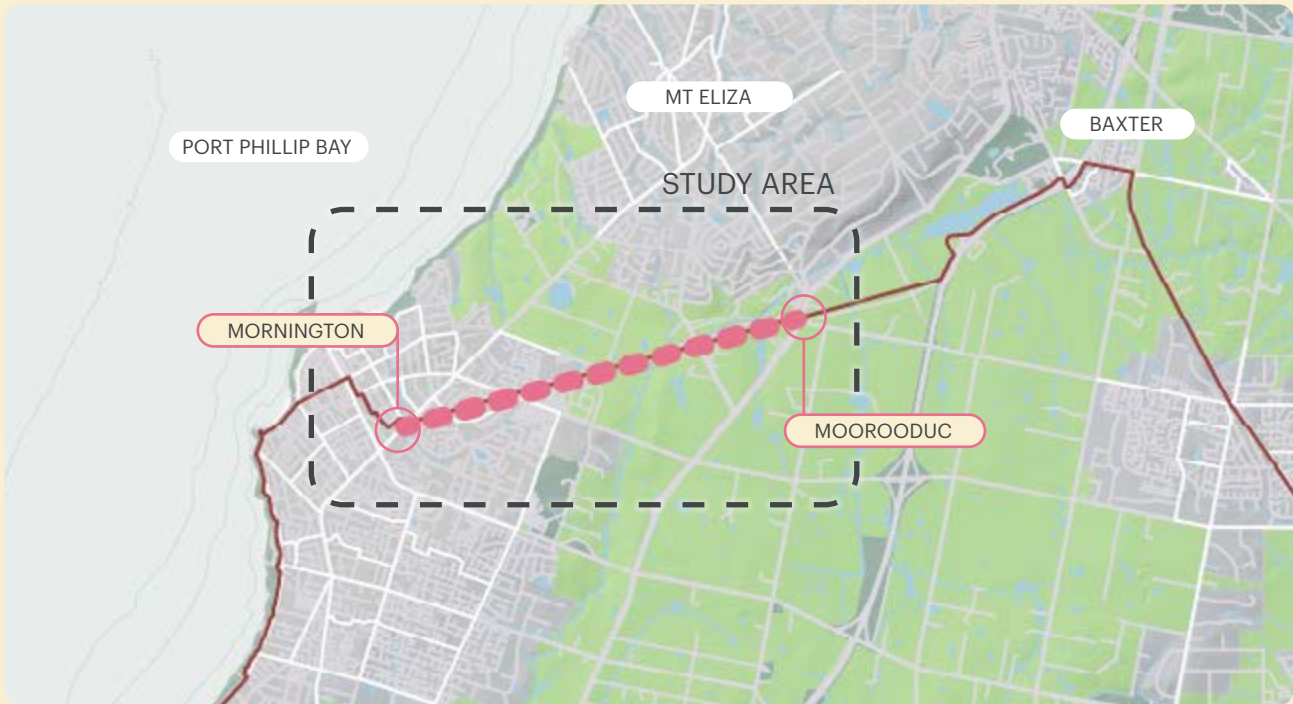 MT ELIZA
BAXTER
PORT PHILLIP BAY
STUDY AREA
MORNINGTON
MOOROODUC